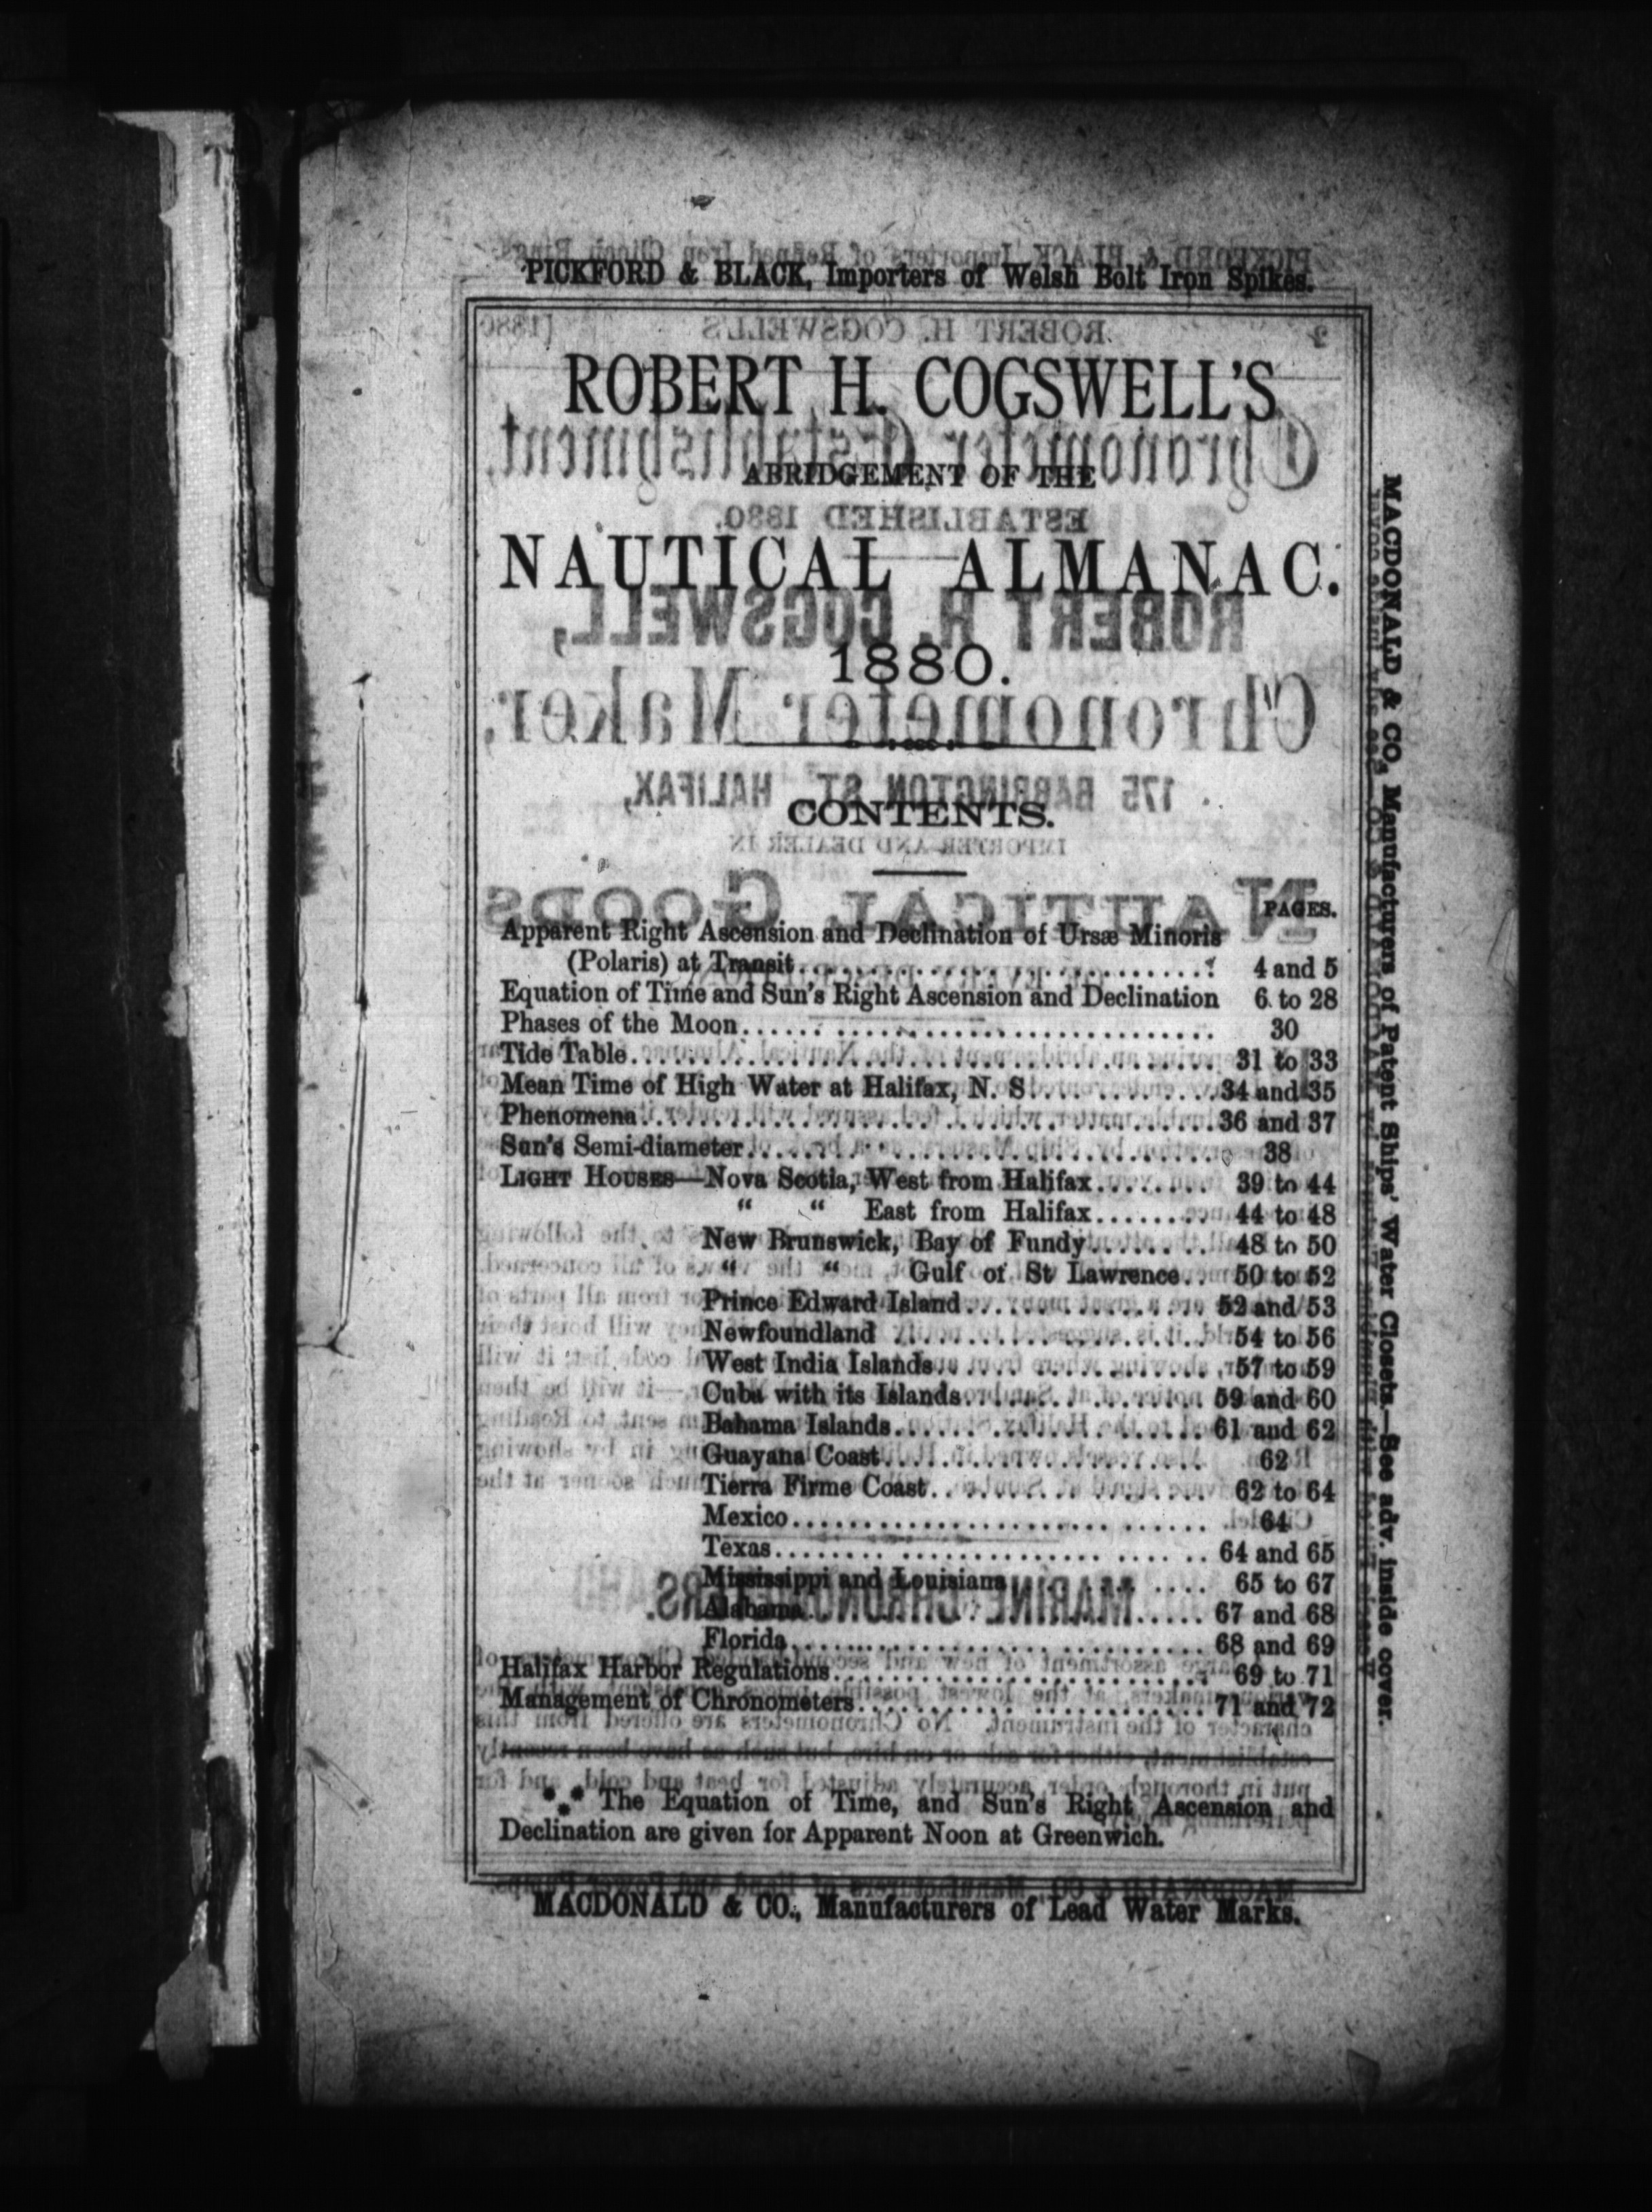 PICKFORD & BLACK, Importers of Welsh Bolt Iron Spikes.
ROBERT H. COGSWELL'S
ABRIDGEMENT OF THE
NAUTICAL ALMANAC.
1880.
CONTENTS.
PAGES.
Apparent Right Ascension and Declination of Ursæ Minoris
(Polaris) at Transit.............................. 4 and 5
Equation of Time and Sun's Right Ascension and Declination 6 to 28
Phases of the Moon.............................. 30
Tide Table.............................. 31 to 33
Mean Time of High Water at Halifax, N. S.............. 34 and 35
Phenomena.............................. 36 and 37
Sun's Semi-diameter.............................. 38
LIGHT HOUSES—Nova Scotia, West from Halifax........ 39 to 44
“ “ East from Halifax........ 44 to 48
New Brunswick, Bay of Fundy........ 48 to 50
“ “ Gulf of St Lawrence.. 50 to 52
Prince Edward Island................ 52 and 53
Newfoundland ...................... 54 to 56
West India Islands.................. 57 to 59
Cuba with its Islands................ 59 and 60
Bahama Islands...................... 61 and 62
Guayana Coast...................... 62
Tierra Firme Coast.................. 62 to 64
Mexico............................ 64
Texas.............................. 64 and 65
Mississippi and Louisiana............ 65 to 67
Alabama............................ 67 and 68
Florida............................ 68 and 69
Halifax Harbor Regulations.......................... 69 to 71
Management of Chronometers........................ 71 and 72
*** The Equation of Time, and Sun's Right Ascension and
Declination are given for Apparent Noon at Greenwich.
MACDONALD & CO., Manufacturers of Lead Water Marks.
MACDONALD & CO., Manufacturers of Patent Ships' Water Closets.—See adv. inside cover.